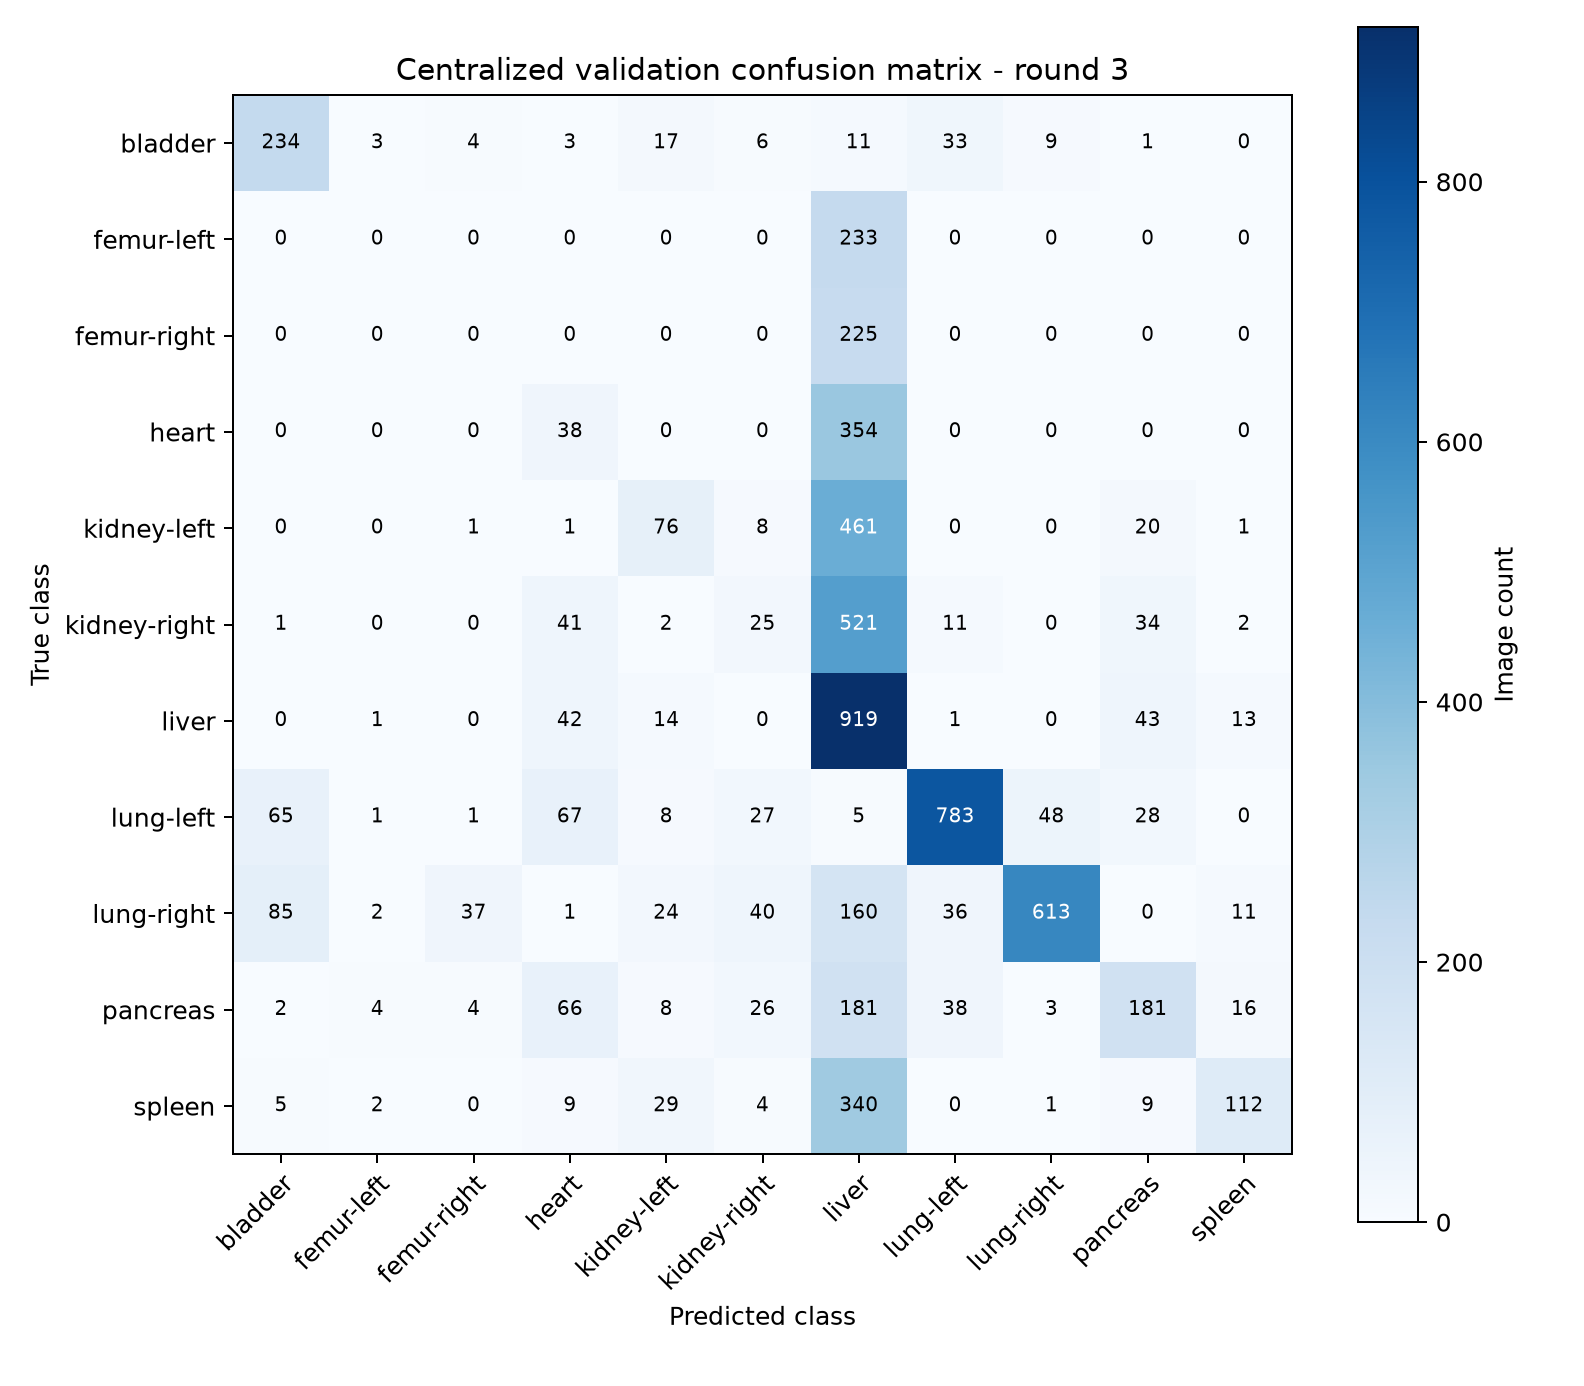 Centralized validation confusion matrix - round 3
bladder 234 3 4 3 17 6 11 33 9 1 0
femur-left 0 0 0 0 0 0 233 0 0 0 0
femur-right 0 0 0 0 0 0 225 0 0 0 0
heart 0 0 0 38 0 0 354 0 0 0 0
kidney-left 0 0 1 1 76 8 461 0 0 20 1
kidney-right 1 0 0 41 2 25 521 11 0 34 2
liver 0 1 0 42 14 0 919 1 0 43 13
lung-left 65 1 1 67 8 27 5 783 48 28 0
lung-right 85 2 37 1 24 40 160 36 613 0 11
pancreas 2 4 4 66 8 26 181 38 3 181 16
spleen 5 2 0 9 29 4 340 0 1 9 112
True class
bladder femur-left femur-right heart kidney-left kidney-right liver lung-left lung-right pancreas spleen
Predicted class
800
600
400
200
0
Image count